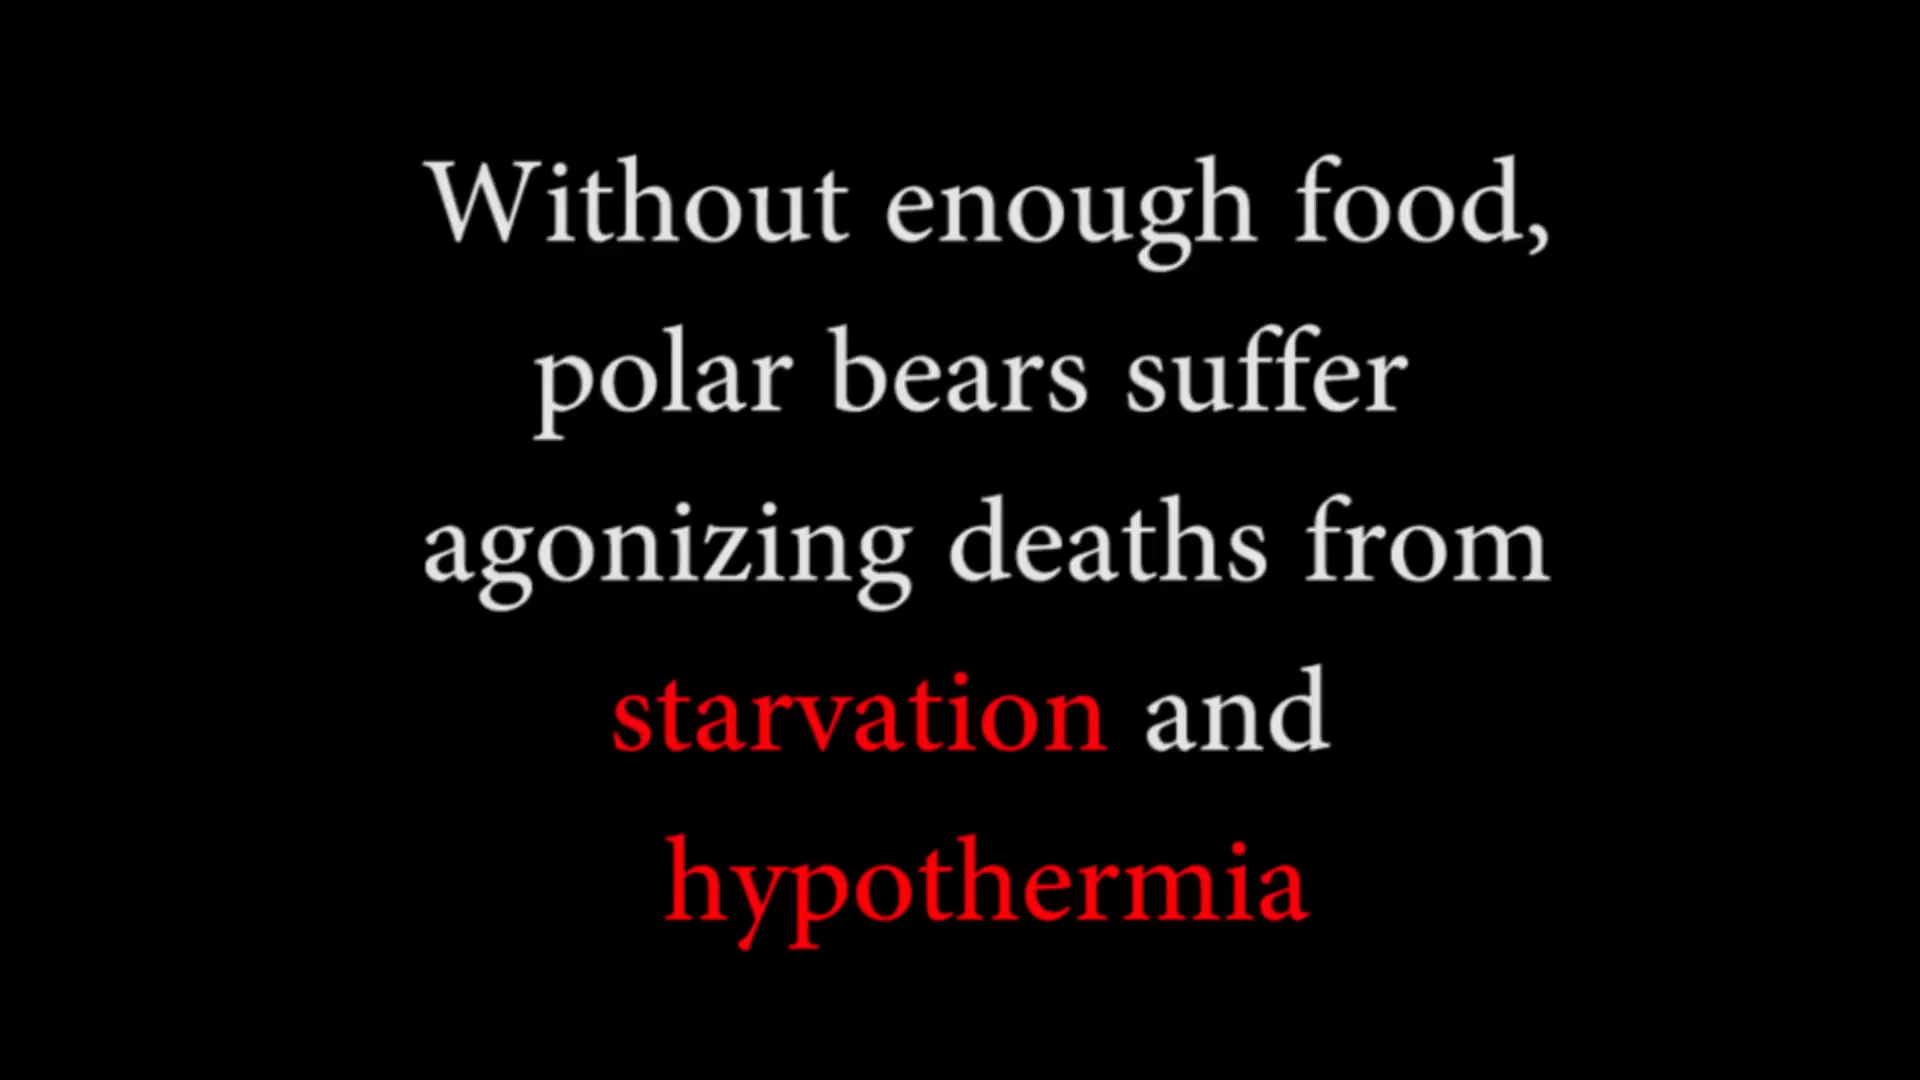 Without enough food,
polar bears suffer
agonizing deaths from
starvation and
hypothermia